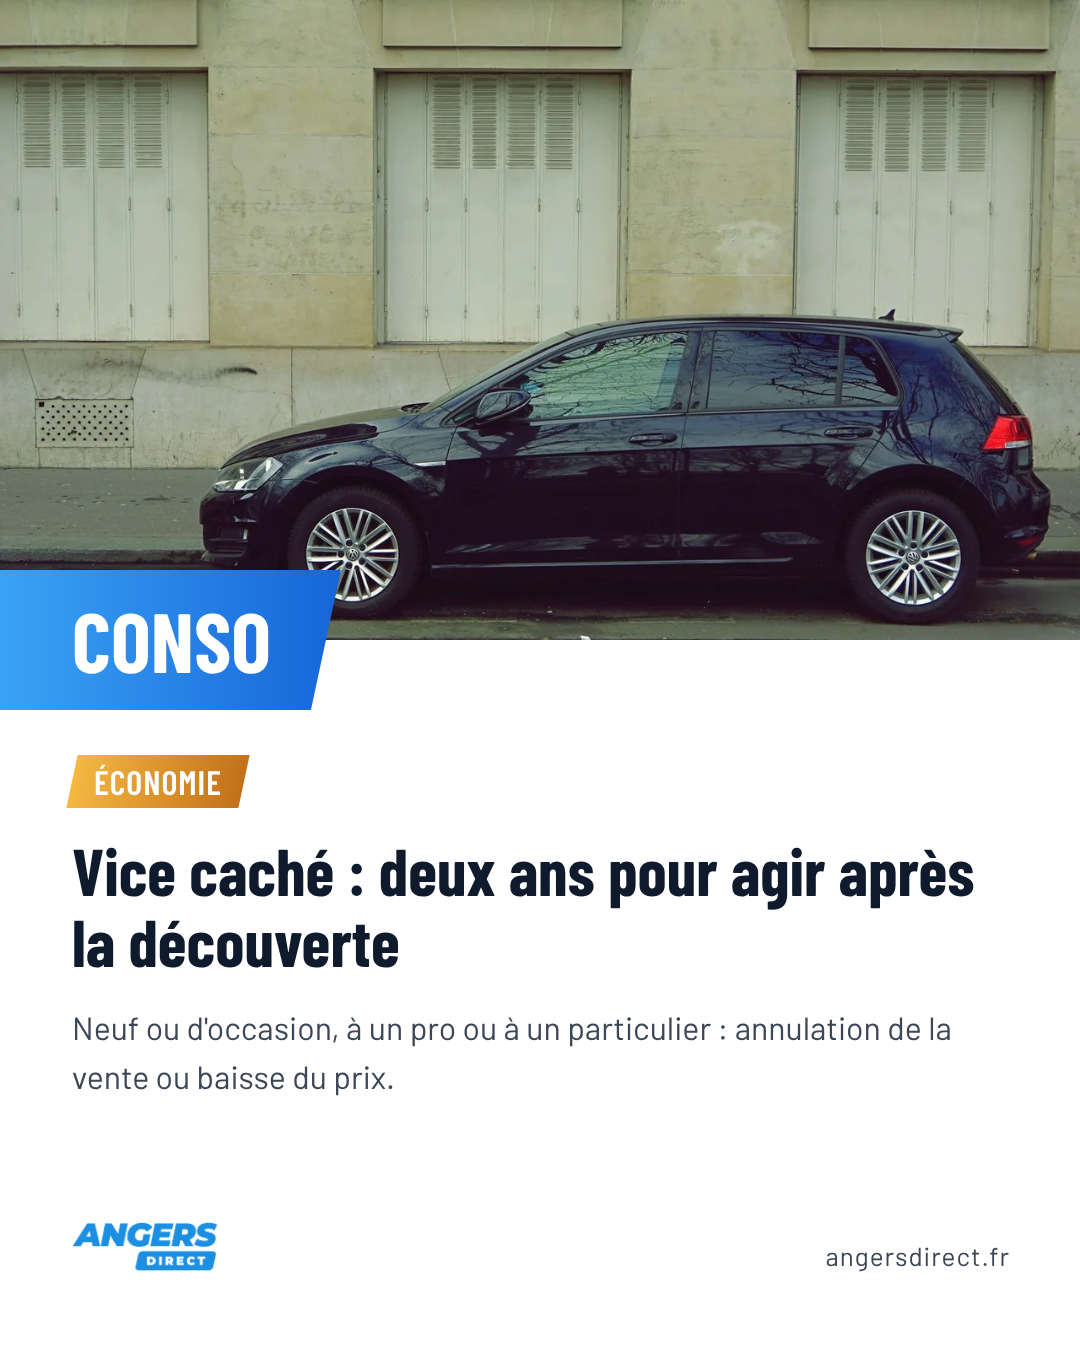 CONSO
ÉCONOMIE
Vice caché : deux ans pour agir après
la découverte
Neuf ou d'occasion, à un pro ou à un particulier : annulation de la
vente ou baisse du prix.
ANGERS
DIRECT
angersdirect.fr